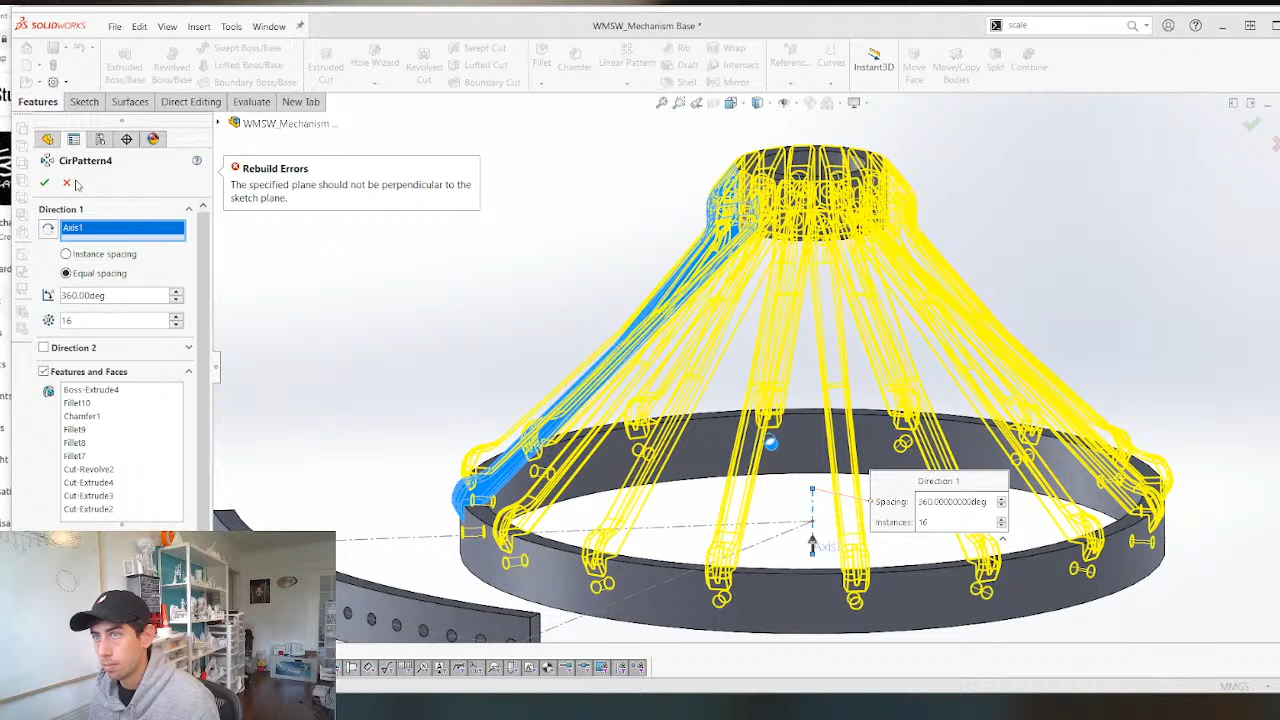 SOLIDWORKS
File Edit View Insert Tools Window
WMSW_Mechanism Base *
scale
Extruded Boss/Base
Revolved Boss/Base
Swept Boss/Base
Lofted Boss/Base
Boundary Boss/Base
Extruded Cut
Hole Wizard
Revolved Cut
Swept Cut
Lofted Cut
Boundary Cut
Fillet
Chamfer
Linear Pattern
Rib
Draft
Shell
Wrap
Intersect
Mirror
Referenc...
Curves
Instant3D
Move Face
Move/Copy Bodies
Split
Combine
Features Sketch Surfaces Direct Editing Evaluate New Tab
WMSW_Mechanism ...
CirPattern4
Rebuild Errors
The specified plane should not be perpendicular to the
sketch plane.
Direction 1
Axis1
Instance spacing
Equal spacing
360.00deg
16
Direction 2
Features and Faces
Boss-Extrude4
Fillet10
Chamfer1
Fillet9
Fillet8
Fillet7
Cut-Revolve2
Cut-Extrude4
Cut-Extrude3
Cut-Extrude2
Direction 1
Spacing: 360.00000000deg
Instances: 16
MMGS